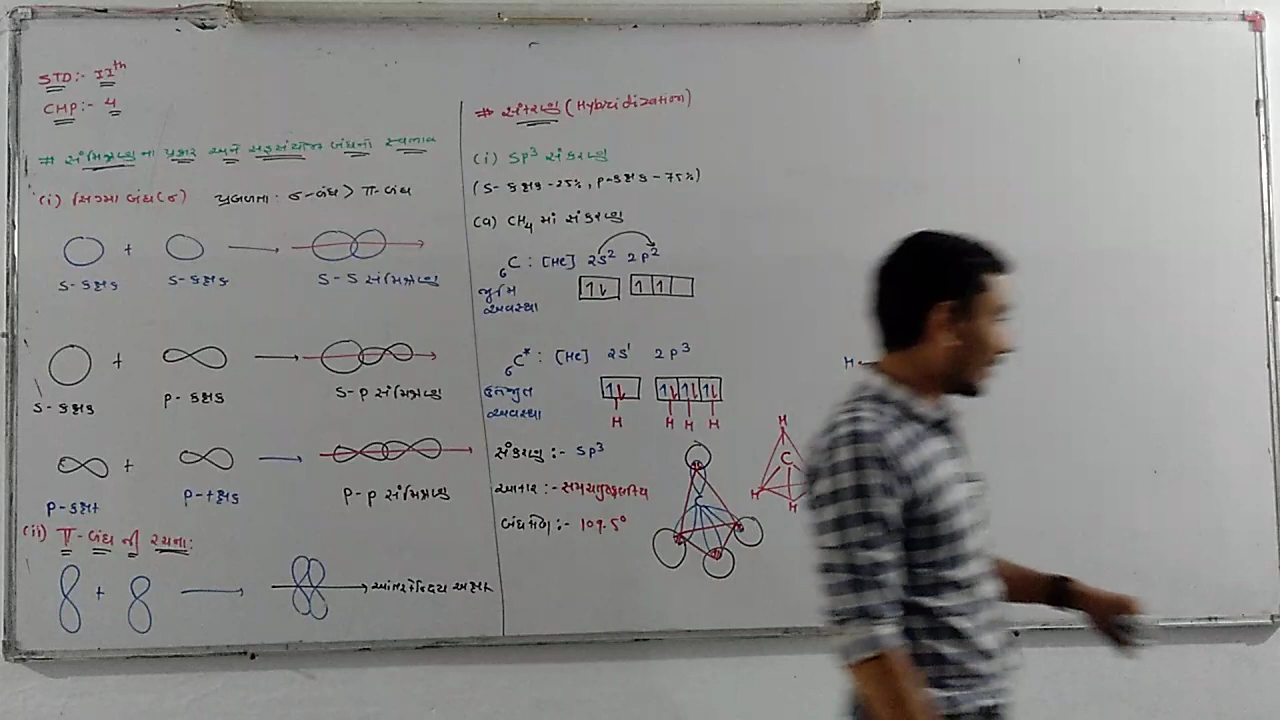 STD:- 11th
CHP:- 4
# સંમિશ્રણ ના પ્રકાર અને સહસંયોજક બંધનો સ્વભાવ
(i) સિગ્મા બંધ(σ) પ્રબળતા: σ-બંધ > π-બંધ
+
s-કક્ષક s-કક્ષક s-s સંમિશ્રણ
+
s-કક્ષક p-કક્ષક s-p સંમિશ્રણ
+
p-કક્ષક p-કક્ષક p-p સંમિશ્રણ
(ii) π-બંધ ની રચના:
8 + 8 આંતરકેન્દ્રિય અક્ષ
# સંકરણ (Hybridization)
(i) sp³ સંકરણ
(s-કક્ષક-25%, p-કક્ષક-75%)
(a) CH₄ માં સંકરણ
₆C: [He] 2s² 2p²
ભૂમિ અવસ્થા
₆C*: [He] 2s¹ 2p³
ઉત્તેજિત અવસ્થા
H H H H
સંકરણ:- sp³
આકાર:- સમચતુષ્ફલકીય
બંધકોણ:- 109.5°
C
H
C
H
H
H